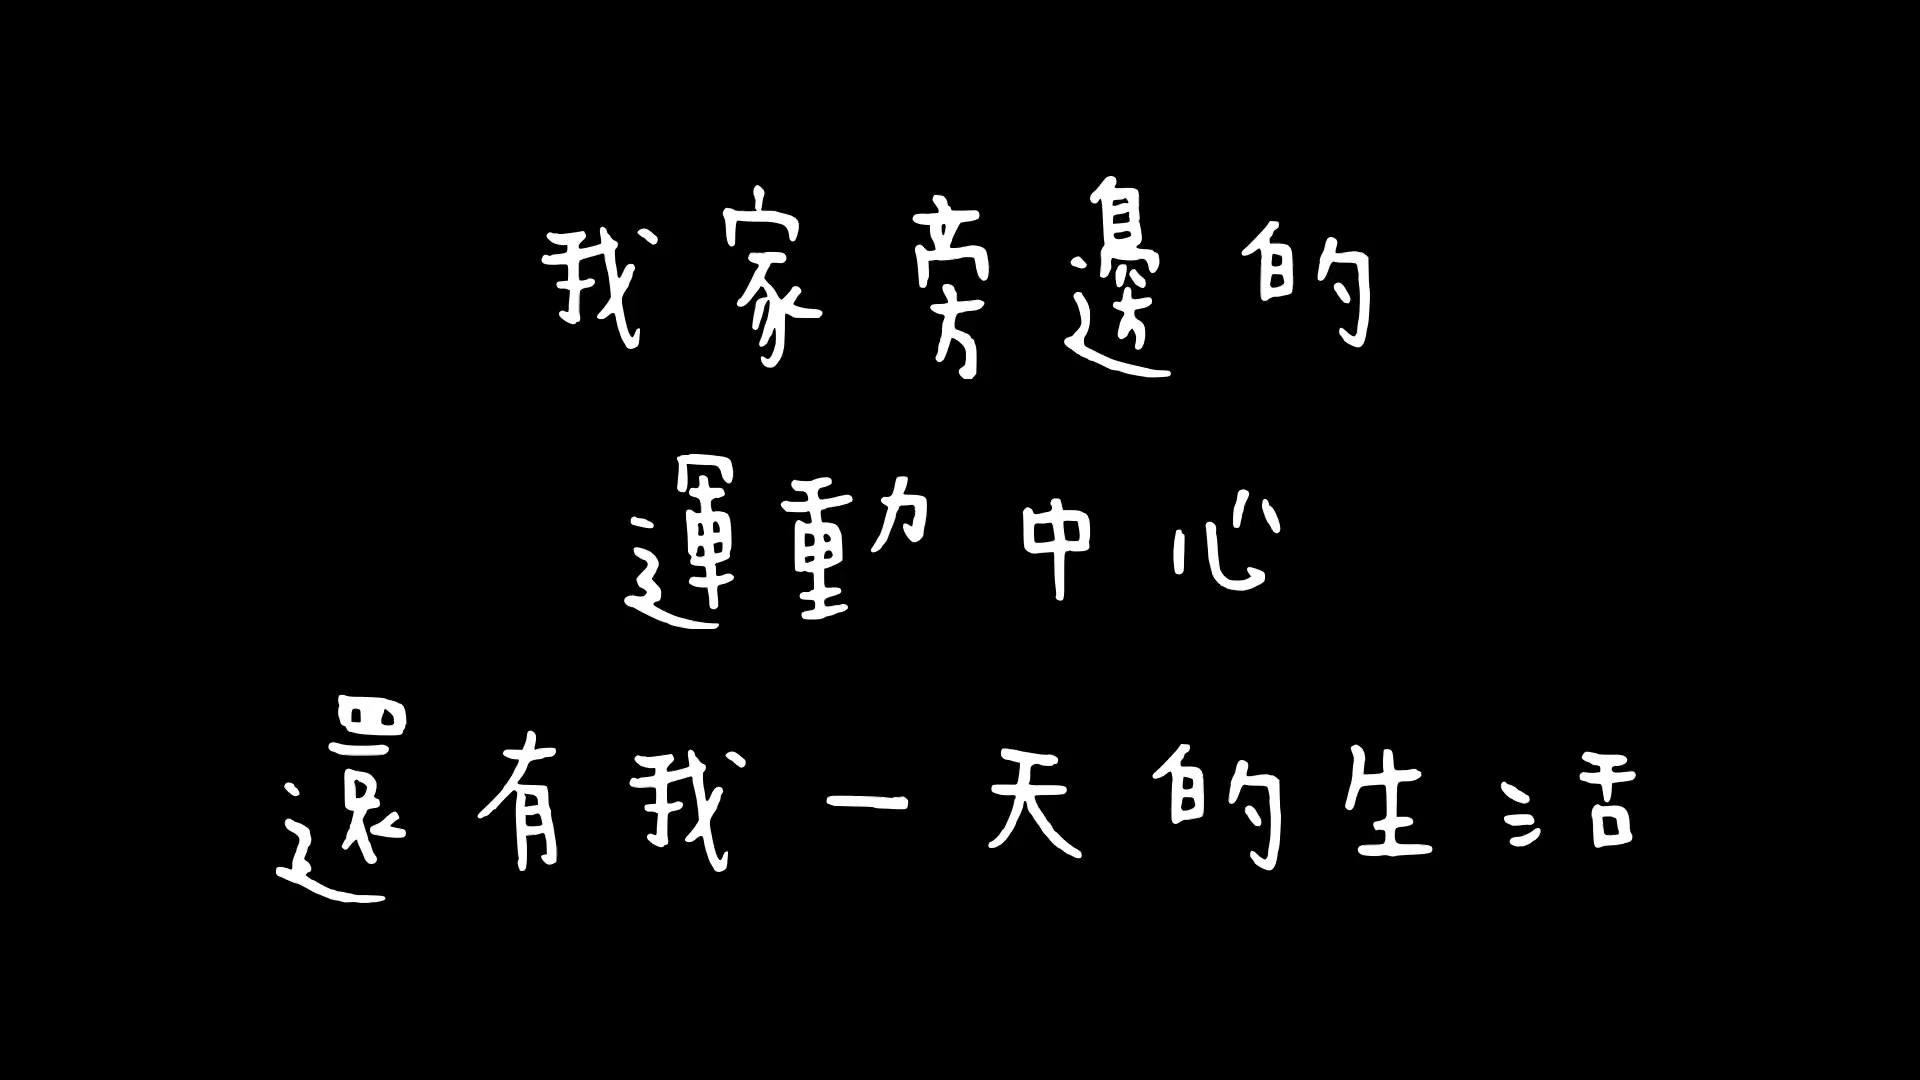 我家旁邊的
運動中心
還有我一天的生活